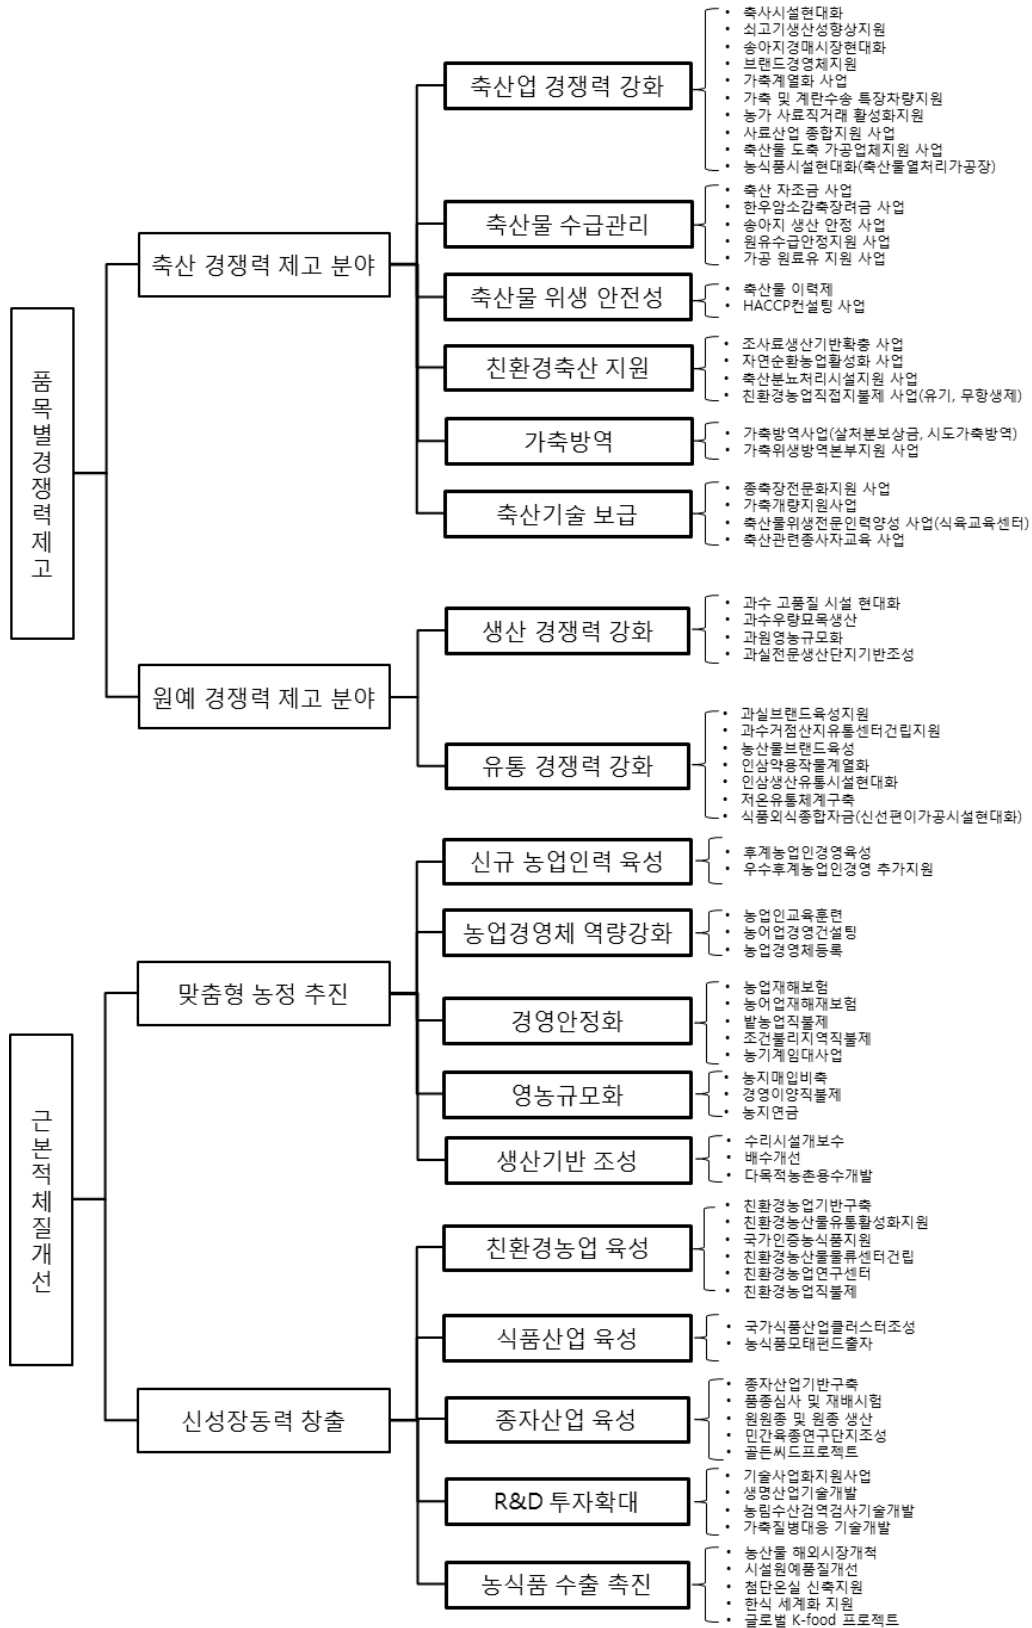 품목별경쟁력제고
축산 경쟁력 제고 분야
축산업 경쟁력 강화
• 축사시설현대화
• 쇠고기생산성향상지원
• 송아지경매시장현대화
• 브랜드경영체지원
• 가축계열화 사업
• 가축 및 계란수송 특장차량지원
• 농가 사료직거래 활성화지원
• 사료산업 종합지원 사업
• 축산물 도축 가공업체지원 사업
• 농식품시설현대화(축산물열처리가공장)
축산물 수급관리
• 축산 자조금 사업
• 한우암소감축장려금 사업
• 송아지 생산 안정 사업
• 원유수급안정지원 사업
• 가공 원료유 지원 사업
축산물 위생 안전성
• 축산물 이력제
• HACCP컨설팅 사업
친환경축산 지원
• 조사료생산기반확충 사업
• 자연순환농업활성화 사업
• 축산분뇨처리시설지원 사업
• 친환경농업직접지불제 사업(유기, 무항생제)
가축방역
• 가축방역사업(살처분보상금, 시도가축방역)
• 가축위생방역본부지원 사업
축산기술 보급
• 종축장전문화지원 사업
• 가축개량지원사업
• 축산물위생전문인력양성 사업(식육교육센터)
• 축산관련종사자교육 사업
원예 경쟁력 제고 분야
생산 경쟁력 강화
• 과수 고품질 시설 현대화
• 과수우량묘목생산
• 과원영농규모화
• 과실전문생산단지기반조성
유통 경쟁력 강화
• 과실브랜드육성지원
• 과수거점산지유통센터건립지원
• 농산물브랜드육성
• 인삼약용작물계열화
• 인삼생산유통시설현대화
• 저온유통체계구축
• 식품외식종합자금(신선편이가공시설현대화)
근본적체질개선
맞춤형 농정 추진
신규 농업인력 육성
• 후계농업인경영육성
• 우수후계농업인경영 추가지원
농업경영체 역량강화
• 농업인교육훈련
• 농어업경영건설팅
• 농업경영체등록
경영안정화
• 농업재해보험
• 농어업재해재보험
• 밭농업직불제
• 조건불리지역직불제
• 농기계임대사업
영농규모화
• 농지매입비축
• 경영이양직불제
• 농지연금
생산기반 조성
• 수리시설개보수
• 배수개선
• 다목적농촌용수개발
신성장동력 창출
친환경농업 육성
• 친환경농업기반구축
• 친환경농산물유통활성화지원
• 국가인증농식품지원
• 친환경농산물물류센터건립
• 친환경농업연구센터
• 친환경농업직불제
식품산업 육성
• 국가식품산업클러스터조성
• 농식품모태펀드출자
종자산업 육성
• 종자산업기반구축
• 품종심사 및 재배시험
• 원원종 및 원종 생산
• 민간육종연구단지조성
• 골든씨드프로젝트
R&D 투자확대
• 기술사업화지원사업
• 생명산업기술개발
• 농림수산검역검사기술개발
• 가축질병대응 기술개발
농식품 수출 촉진
• 농산물 해외시장개척
• 시설원예품질개선
• 첨단온실 신축지원
• 한식 세계화 지원
• 글로벌 K-food 프로젝트